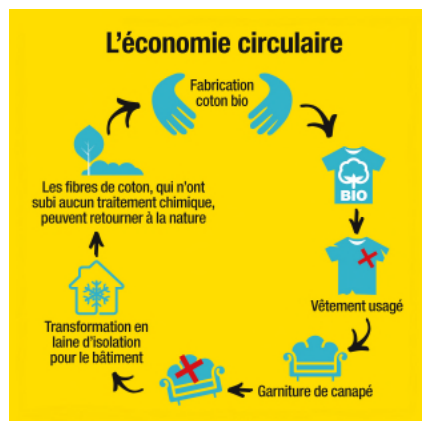 L'économie circulaire
Fabrication
coton bio
BIO
Vêtement usagé
Garniture de canapé
Transformation en
laine d'isolation
pour le bâtiment
Les fibres de coton, qui n'ont
subi aucun traitement chimique,
peuvent retourner à la nature